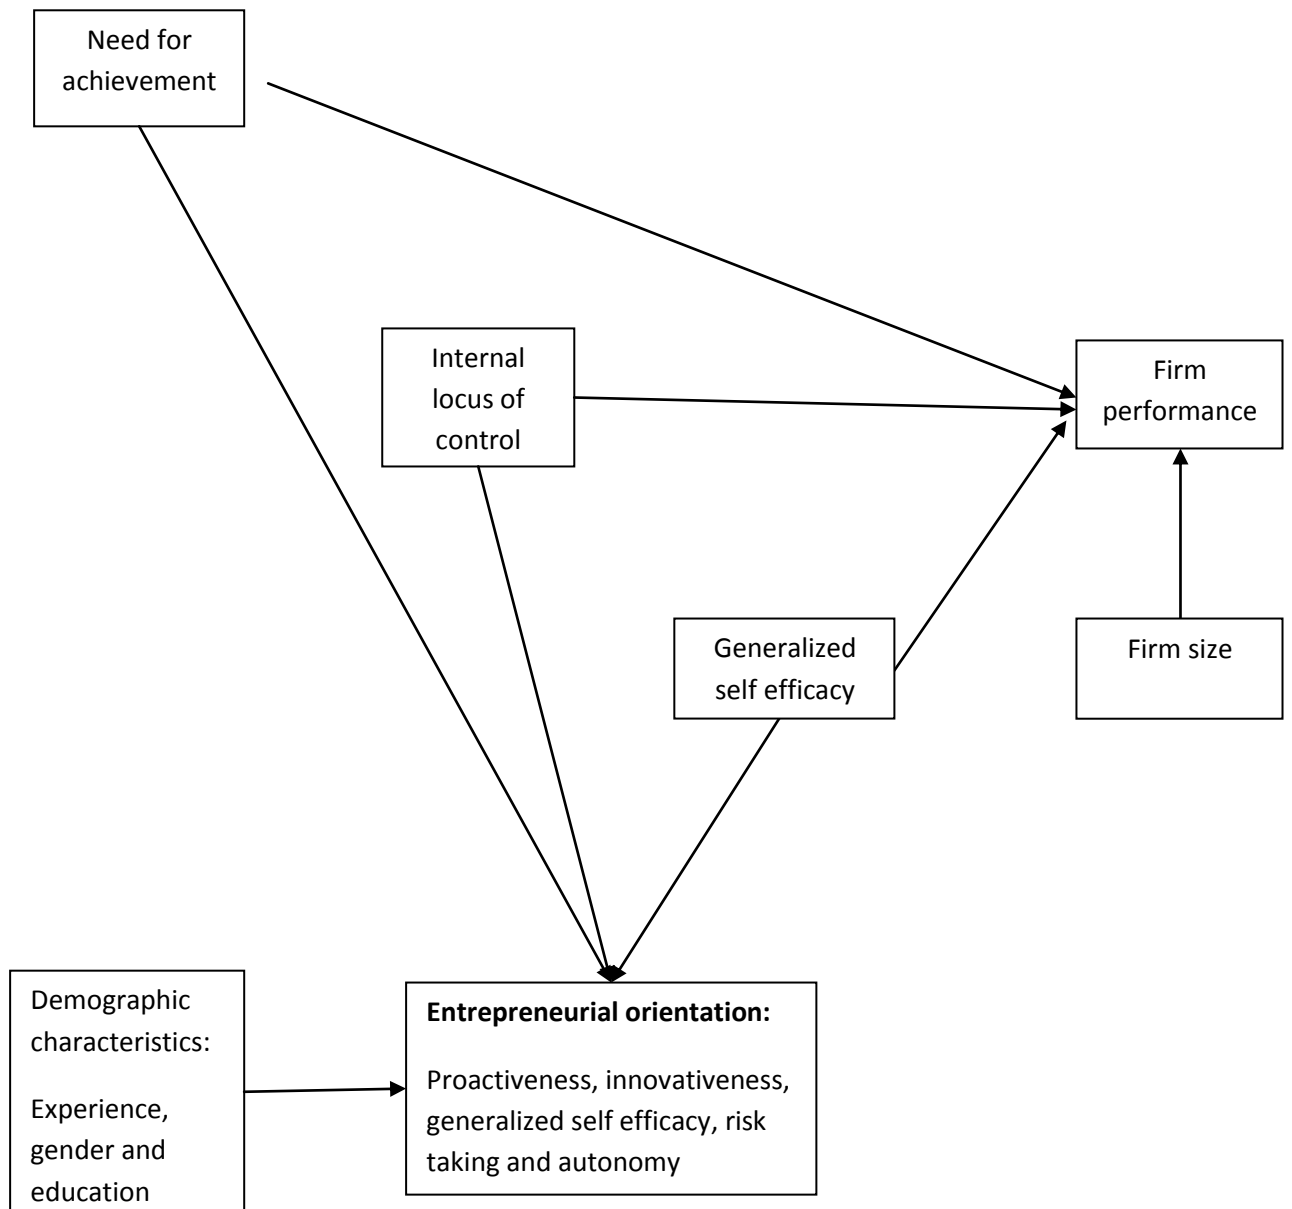 Need for
achievement
Internal
locus of
control
Firm
performance
Generalized
self efficacy
Firm size
Demographic
characteristics:
Experience,
gender and
education
Entrepreneurial orientation:
Proactiveness, innovativeness,
generalized self efficacy, risk
taking and autonomy